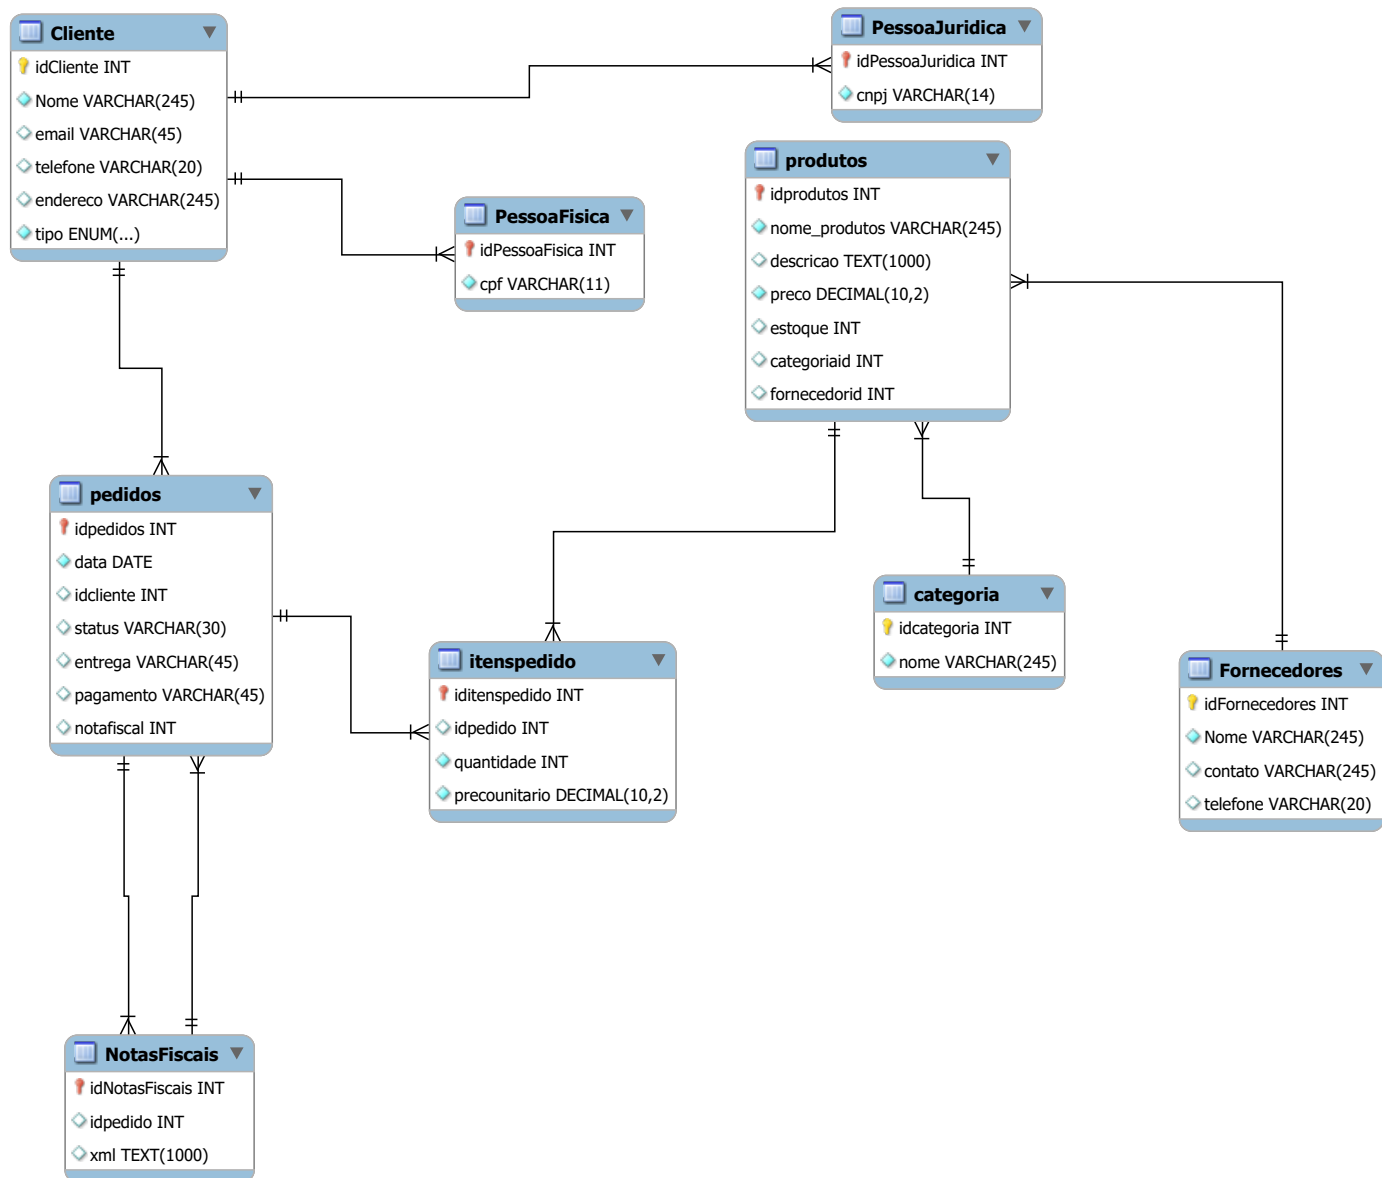 Cliente
idCliente INT
Nome VARCHAR(245)
email VARCHAR(45)
telefone VARCHAR(20)
endereco VARCHAR(245)
tipo ENUM(...)
PessoaJuridica
idPessoaJuridica INT
cnpj VARCHAR(14)
PessoaFisica
idPessoaFisica INT
cpf VARCHAR(11)
produtos
idprodutos INT
nome_produtos VARCHAR(245)
descricao TEXT(1000)
preco DECIMAL(10,2)
estoque INT
categoriaid INT
fornecedorid INT
pedidos
idpedidos INT
data DATE
idcliente INT
status VARCHAR(30)
entrega VARCHAR(45)
pagamento VARCHAR(45)
notafiscal INT
itenspedido
iditenspedido INT
idpedido INT
quantidade INT
precounitario DECIMAL(10,2)
categoria
idcategoria INT
nome VARCHAR(245)
Fornecedores
idFornecedores INT
Nome VARCHAR(245)
contato VARCHAR(245)
telefone VARCHAR(20)
NotasFiscais
idNotasFiscais INT
idpedido INT
xml TEXT(1000)